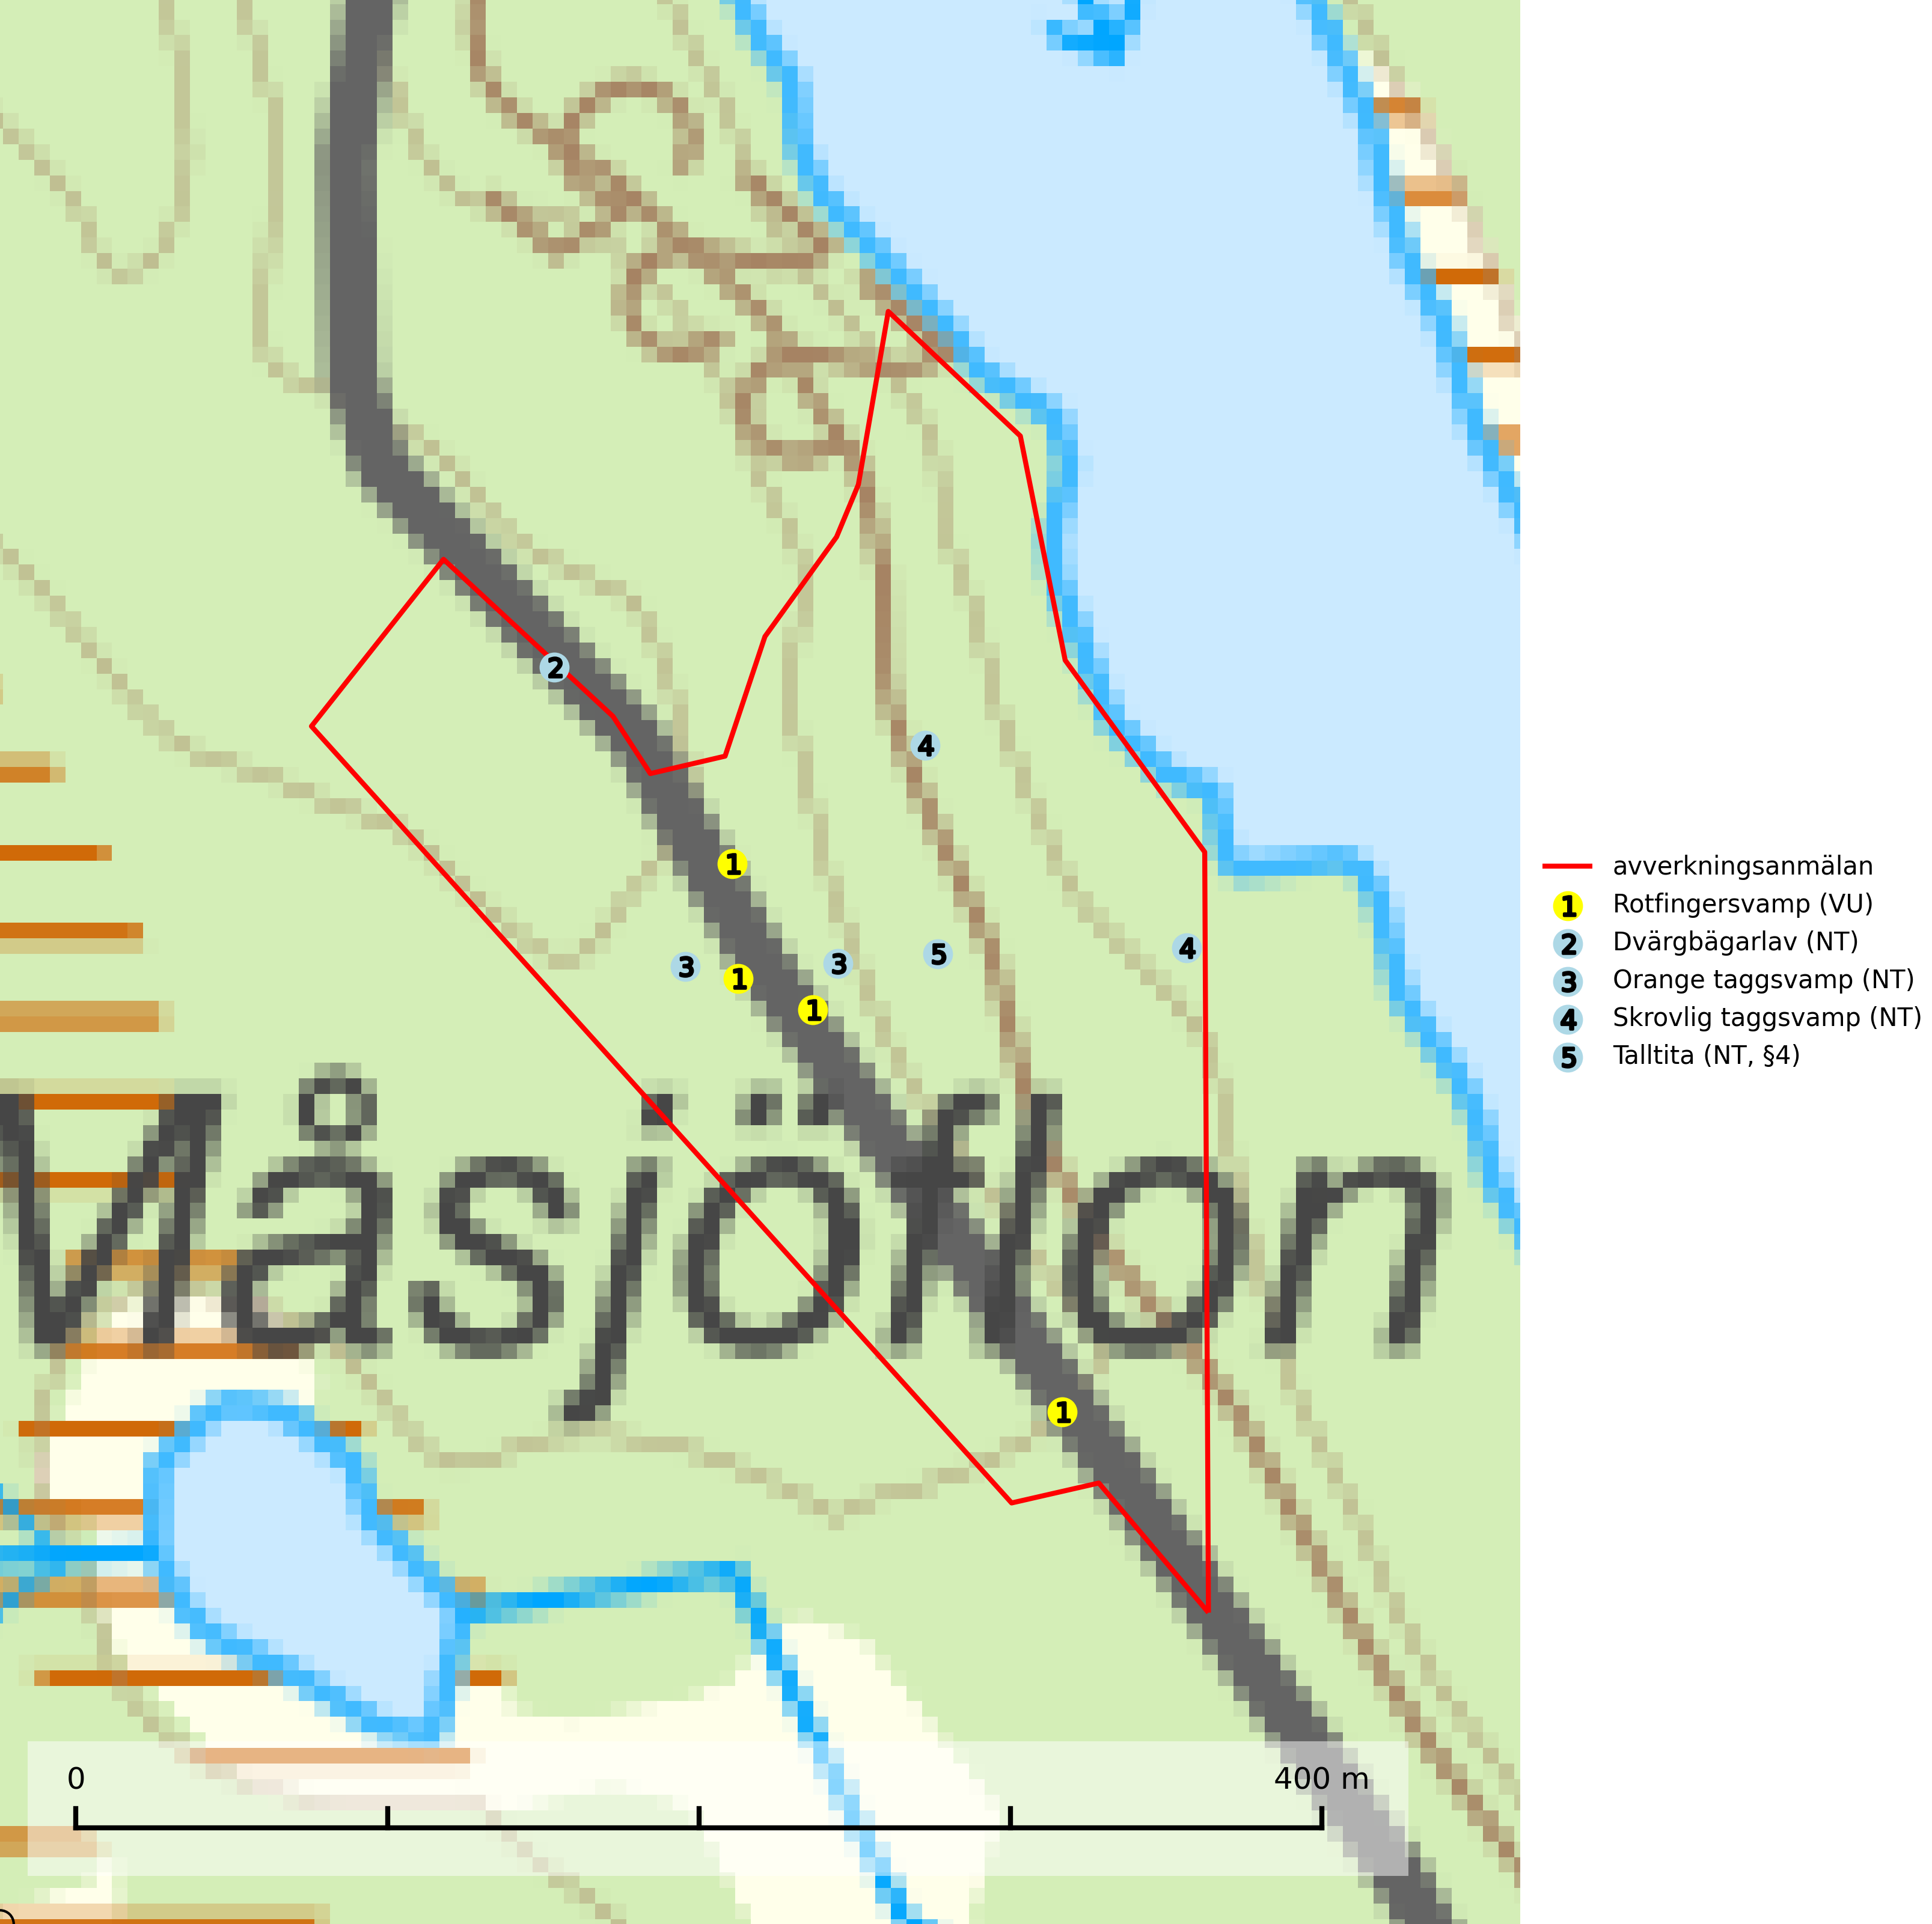 2
4
1
3
1
3
5
4
1
Våsjöflon
1
0 400 m
avverkningsanmälan
1 Rotfingersvamp (VU)
2 Dvärgbägarlav (NT)
3 Orange taggsvamp (NT)
4 Skrovlig taggsvamp (NT)
5 Talltita (NT, §4)